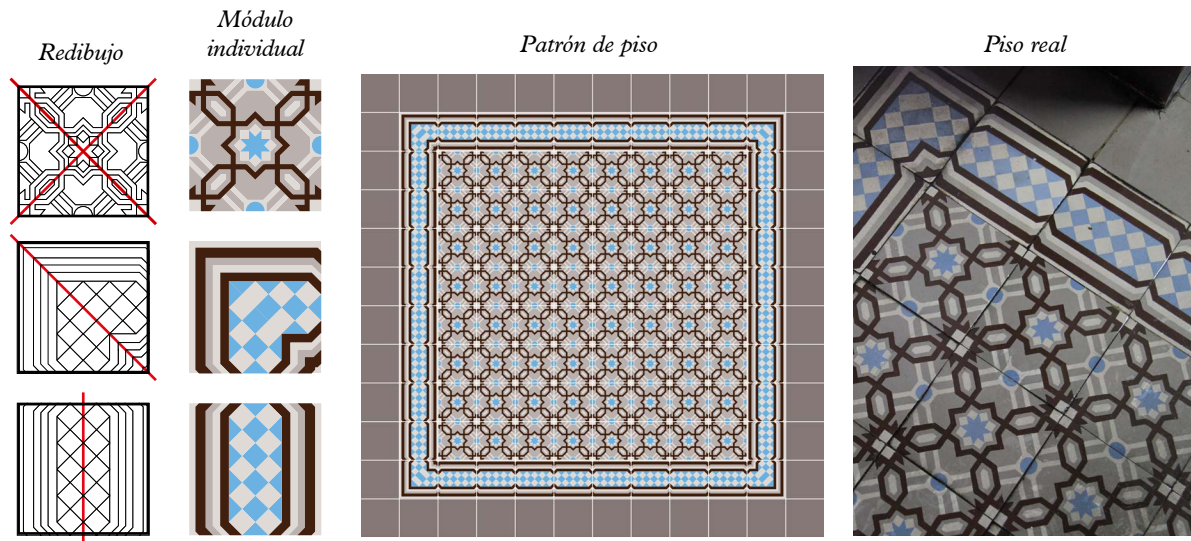 Redibujo
Módulo
individual
Patrón de piso
Piso real